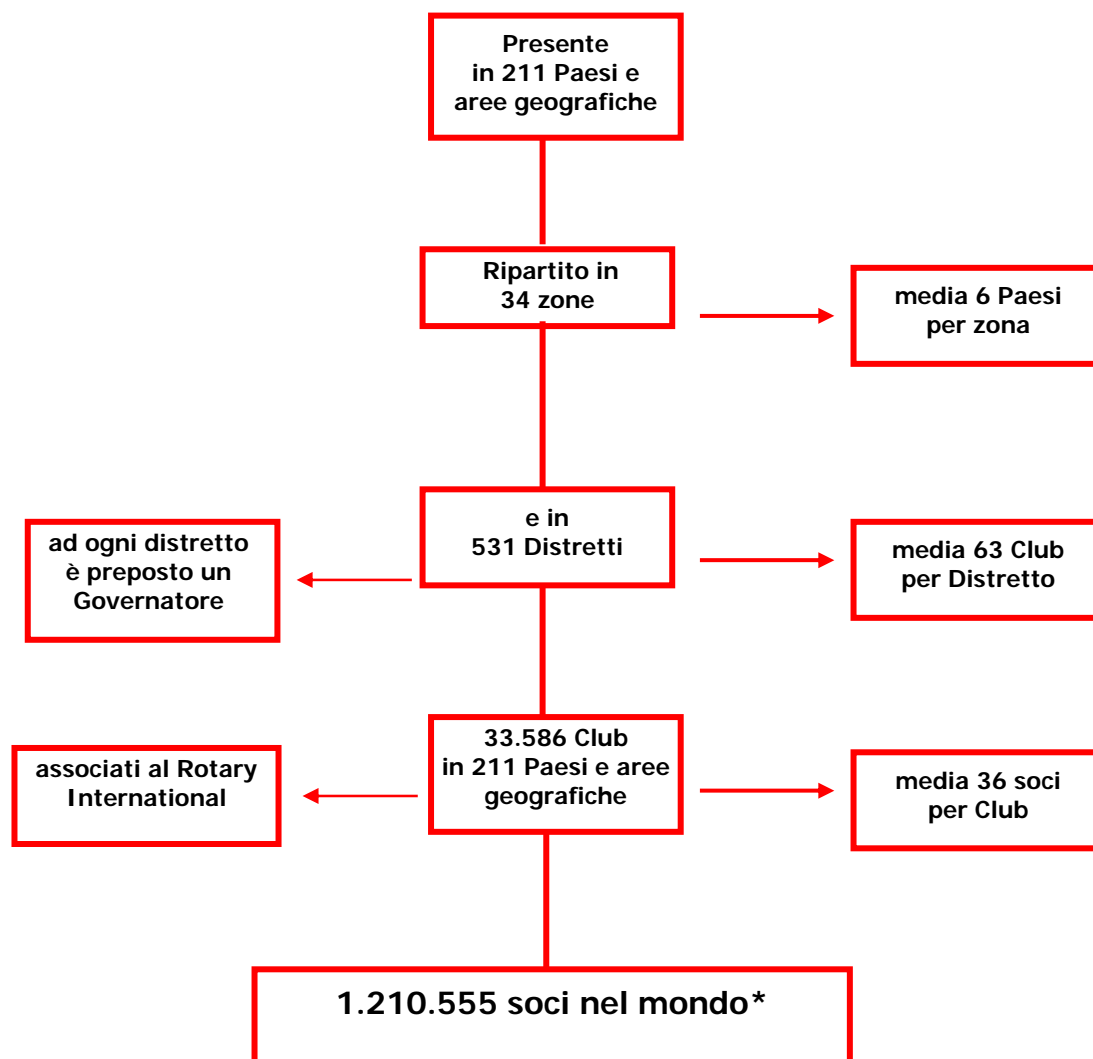 Presente
in 211 Paesi e
aree geografiche
Ripartito in
34 zone
media 6 Paesi
per zona
e in
531 Distretti
ad ogni distretto
è preposto un
Governatore
media 63 Club
per Distretto
33.586 Club
in 211 Paesi e aree
geografiche
associati al Rotary
International
media 36 soci
per Club
1.210.555 soci nel mondo*